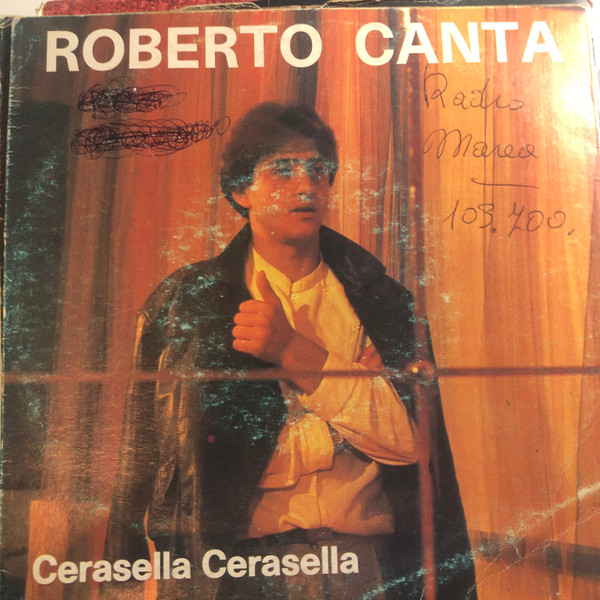 ROBERTO CANTA
Radio
Marea
103.700.
Cerasella Cerasella